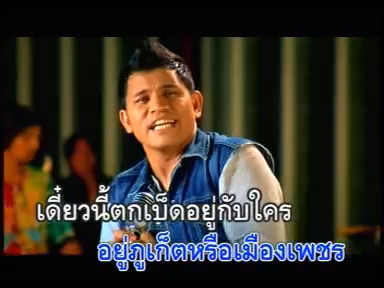 เดี๋ยวนี้ตกเบ็ดอยู่กับใคร
อยู่ภูเก็ตหรือเมืองเพชร